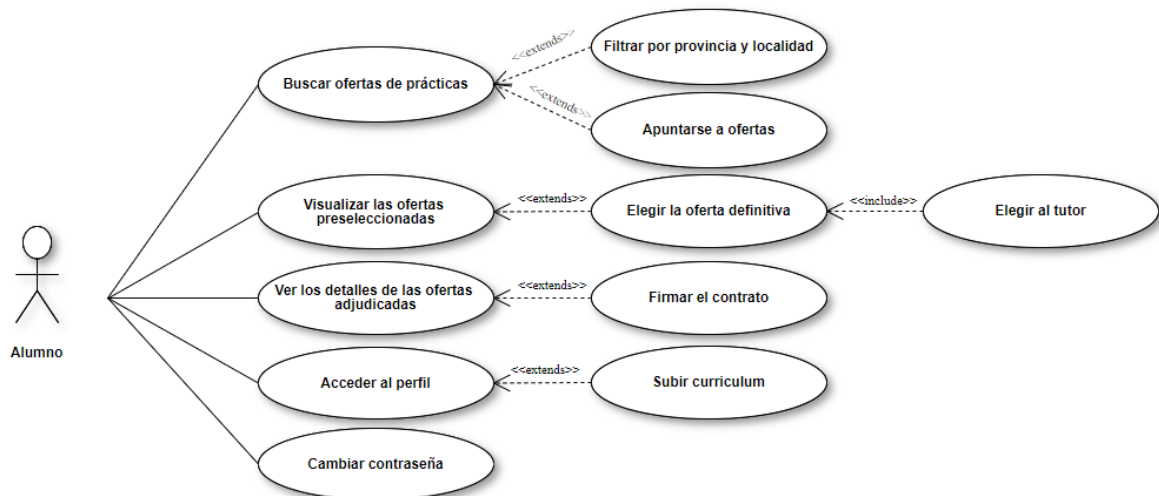 <<extends>>
Filtrar por provincia y localidad
Buscar ofertas de prácticas
<<extends>>
Apuntarse a ofertas
Visualizar las ofertas
preseleccionadas
<<extends>>
Elegir la oferta definitiva
<<include>>
Elegir al tutor
Ver los detalles de las ofertas
adjudicadas
<<extends>>
Firmar el contrato
Alumno
Acceder al perfil
<<extends>>
Subir curriculum
Cambiar contraseña